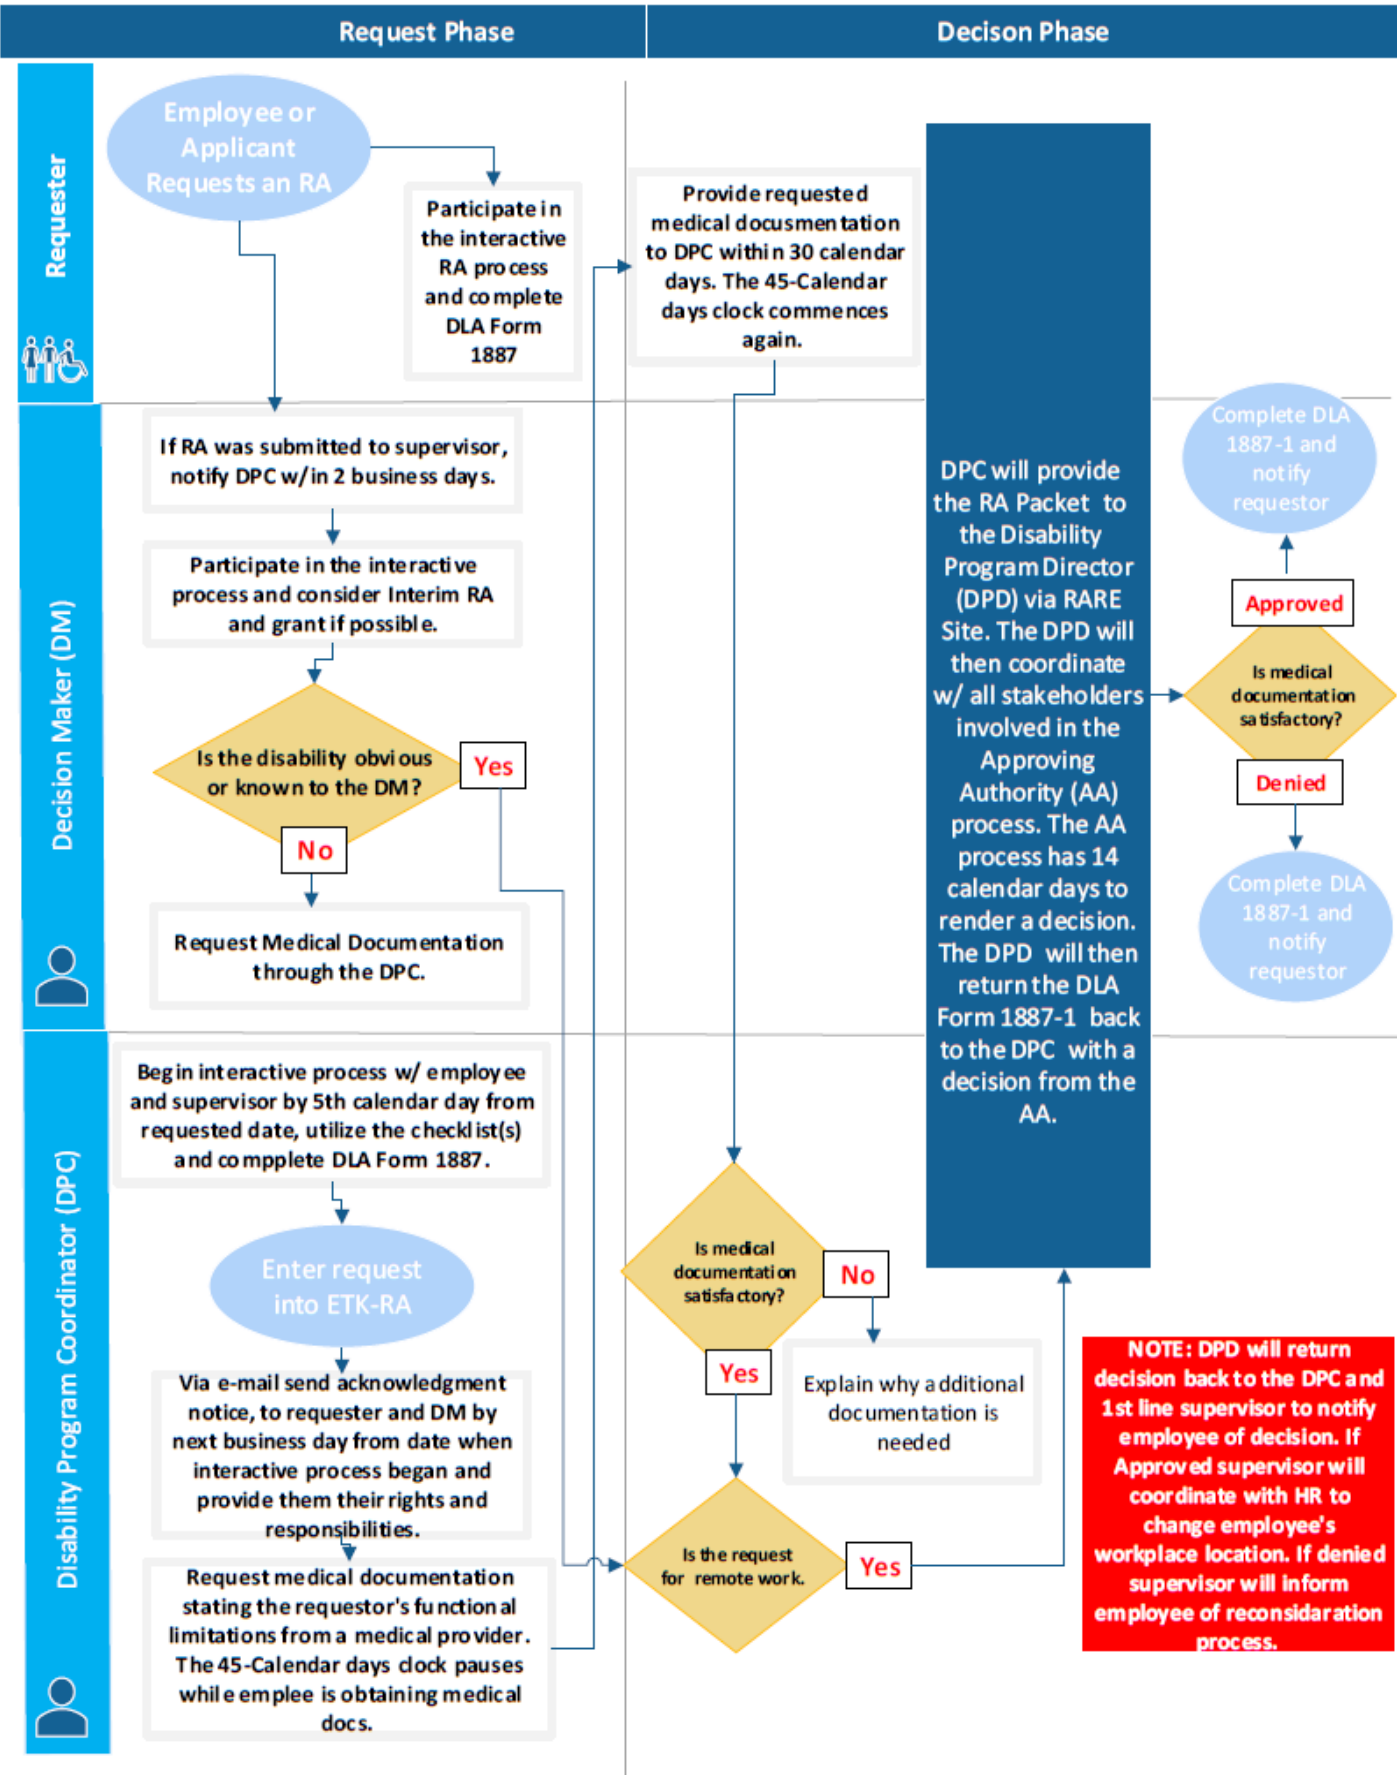 Request Phase
Decison Phase
Requester
Employee or
Applicant
Requests an RA
Participate in
the interactive
RA process
and complete
DLA Form
1887
Provide requested
medical docusmentation
to DPC within 30 calendar
days. The 45-Calendar
days clock commences
again.
Decision Maker (DM)
If RA was submitted to supervisor,
notify DPC w/in 2 business days.
Participate in the interactive
process and consider Interim RA
and grant if possible.
Is the disability obvious
or known to the DM?
Yes
No
Request Medical Documentation
through the DPC.
DPC will provide
the RA Packet to
the Disability
Program Director
(DPD) via RARE
Site. The DPD will
then coordinate
w/ all stakeholders
involved in the
Approving
Authority (AA)
process. The AA
process has 14
calendar days to
render a decision.
The DPD will then
return the DLA
Form 1887-1 back
to the DPC with a
decision from the
AA.
Complete DLA
1887-1 and
notify
requestor
Approved
Is medical
documentation
satisfactory?
Denied
Complete DLA
1887-1 and
notify
requestor
Disability Program Coordinator (DPC)
Begin interactive process w/ employee
and supervisor by 5th calendar day from
requested date, utilize the checklist(s)
and compplete DLA Form 1887.
Enter request
into ETK-RA
Via e-mail send acknowledgment
notice, to requester and DM by
next business day from date when
interactive process began and
provide them their rights and
responsibilities.
Request medical documentation
stating the requestor's functional
limitations from a medical provider.
The 45-Calendar days clock pauses
while emplee is obtaining medical
docs.
Is medical
documentation
satisfactory?
No
Yes
Explain why additional
documentation is
needed
Is the request
for remote work.
Yes
NOTE: DPD will return
decision back to the DPC and
1st line supervisor to notify
employee of decision. If
Approved supervisor will
coordinate with HR to
change employee's
workplace location. If denied
supervisor will inform
employee of reconsidaration
process.